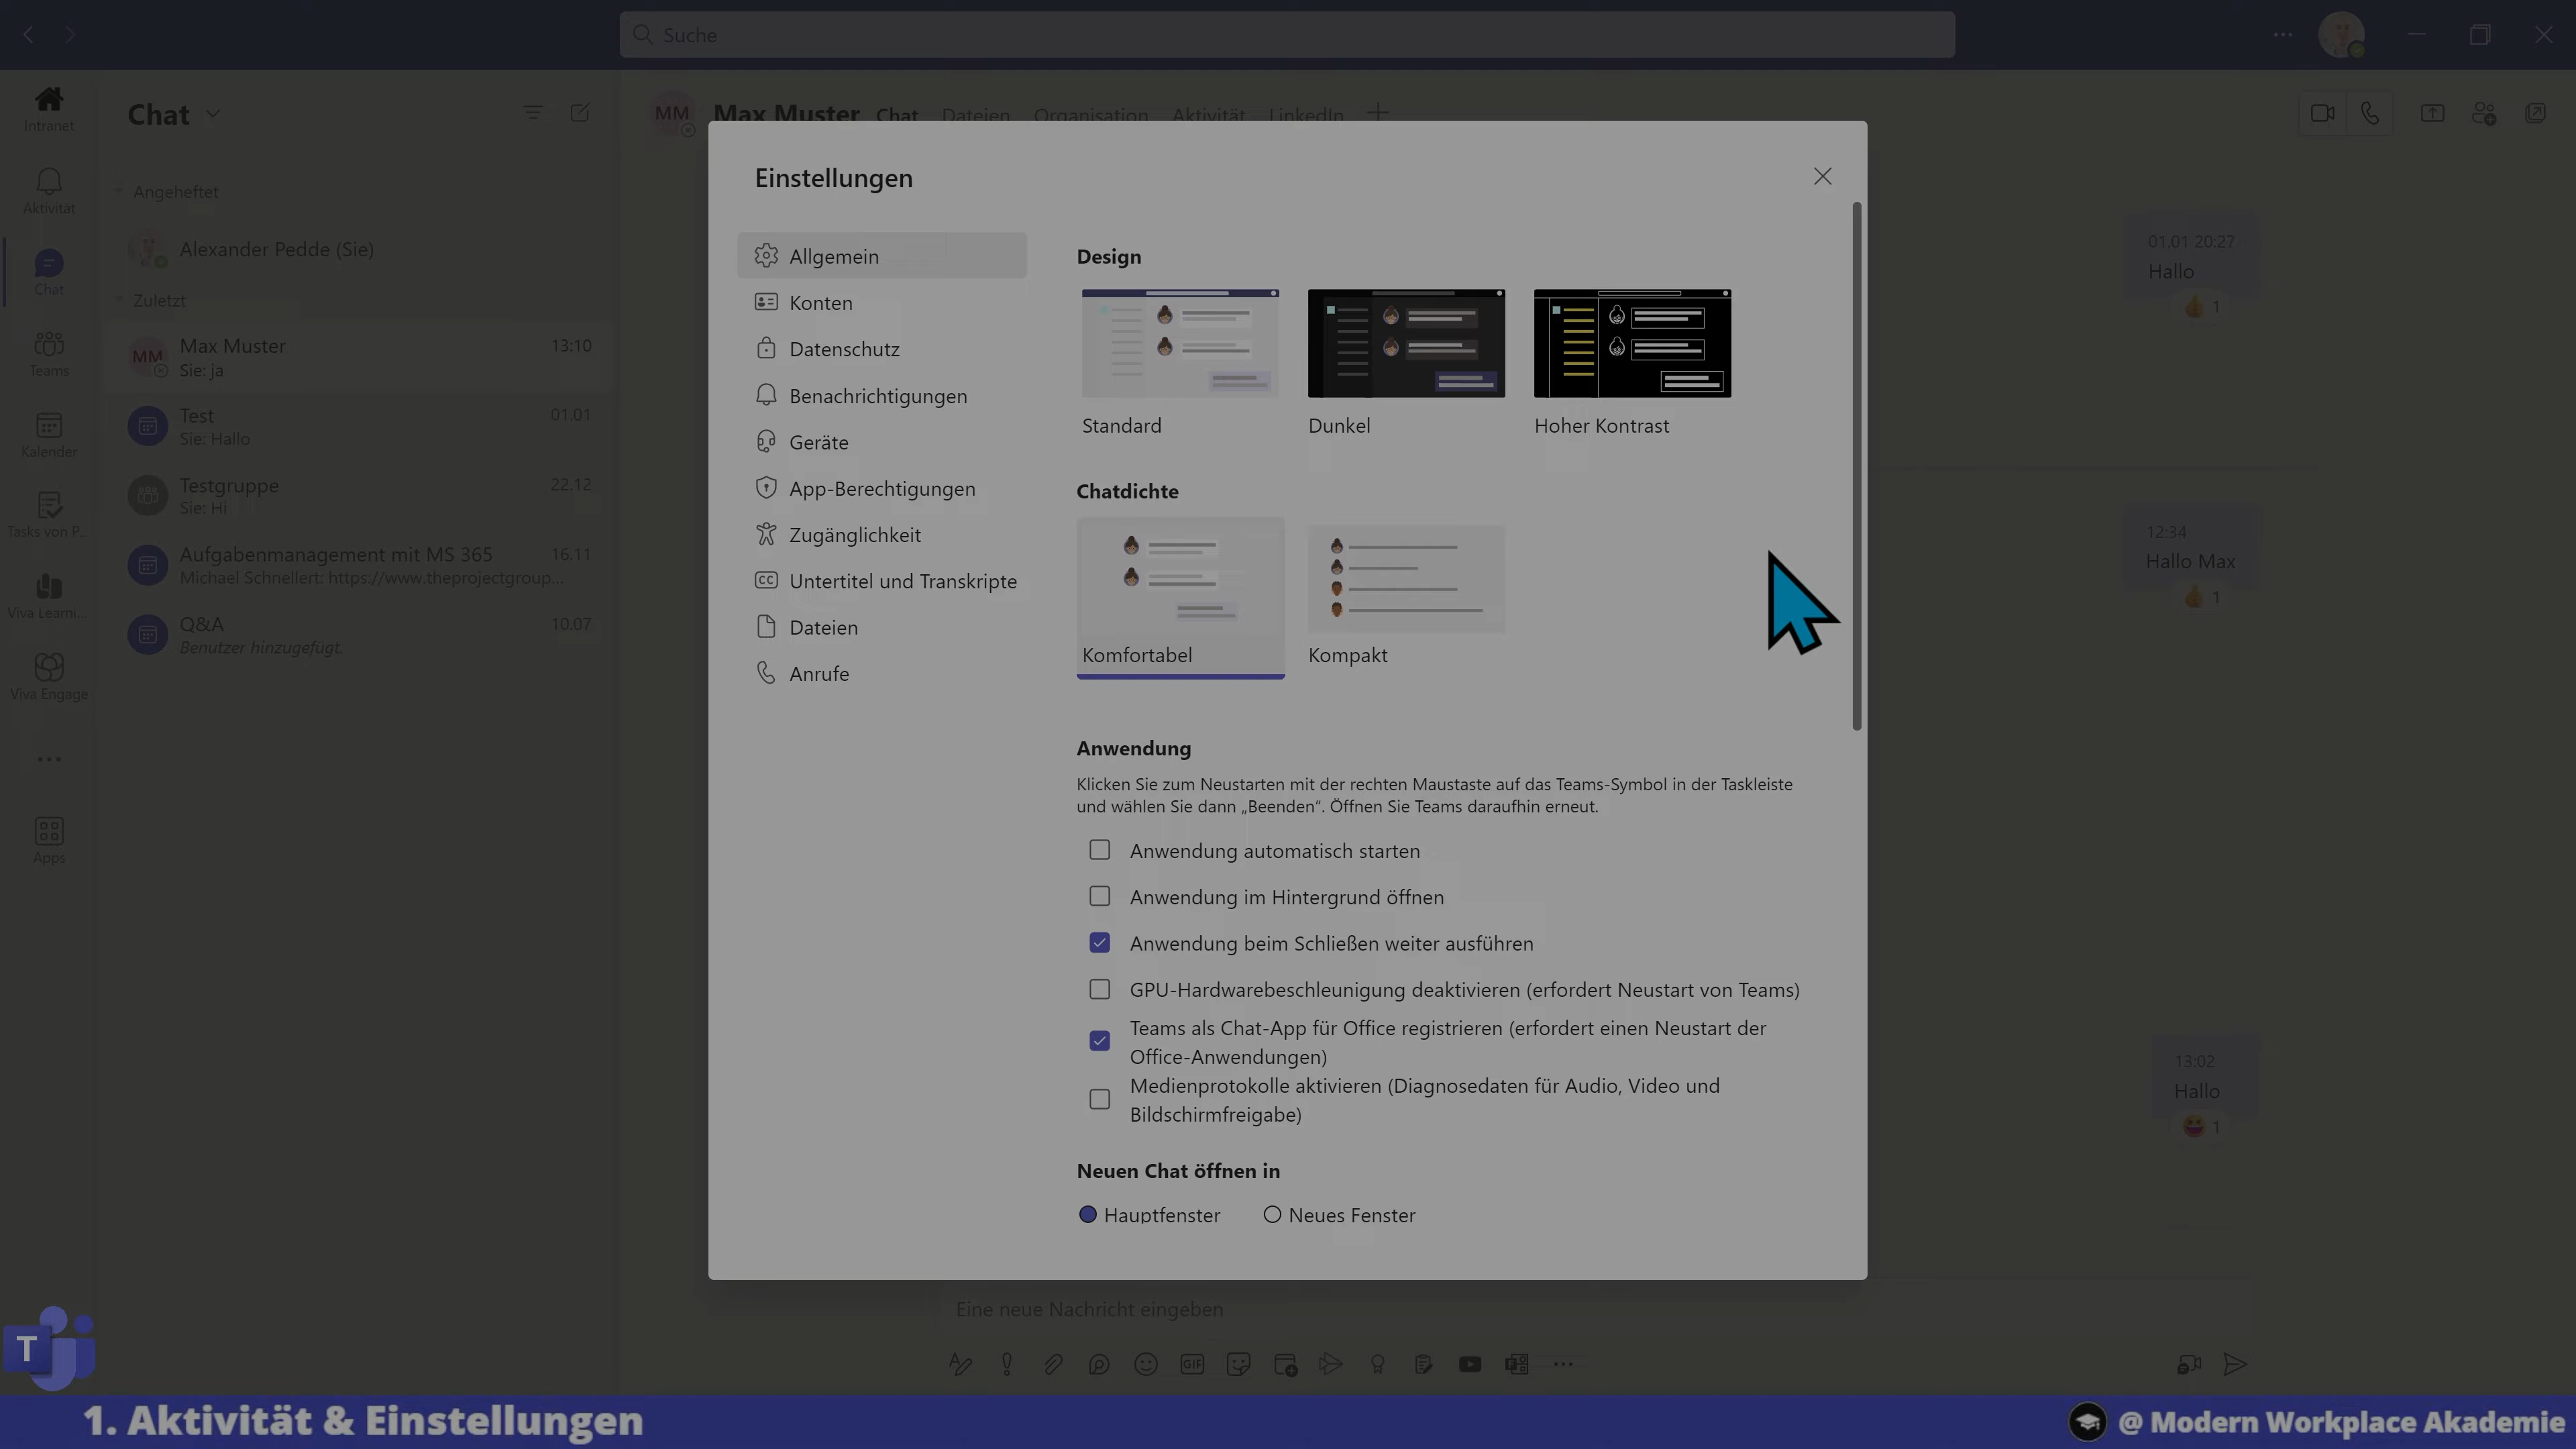 Suche
Intranet
Aktivität
Chat
Teams
Kalender
Tasks von P...
Viva Learni...
Viva Engage
Apps
Chat
Angeheftet
Alexander Pedde (Sie)
Zuletzt
MM Max Muster 13:10
Sie: ja
Test 01.01
Sie: Hallo
Testgruppe 22.12
Sie: Hi
Aufgabenmanagement mit MS 365 16.11
Michael Schnellert: https://www.theprojectgroup...
Q&A 10.07
Benutzer hinzugefügt.
MM Max Muster Chat Dateien Organisation Aktivität LinkedIn
Einstellungen
Allgemein
Konten
Datenschutz
Benachrichtigungen
Geräte
App-Berechtigungen
Zugänglichkeit
CC Untertitel und Transkripte
Dateien
Anrufe
Design
Standard Dunkel Hoher Kontrast
Chatdichte
Komfortabel Kompakt
Anwendung
Klicken Sie zum Neustarten mit der rechten Maustaste auf das Teams-Symbol in der Taskleiste
und wählen Sie dann „Beenden“. Öffnen Sie Teams daraufhin erneut.
Anwendung automatisch starten
Anwendung im Hintergrund öffnen
Anwendung beim Schließen weiter ausführen
GPU-Hardwarebeschleunigung deaktivieren (erfordert Neustart von Teams)
Teams als Chat-App für Office registrieren (erfordert einen Neustart der
Office-Anwendungen)
Medienprotokolle aktivieren (Diagnosedaten für Audio, Video und
Bildschirmfreigabe)
Neuen Chat öffnen in
Hauptfenster Neues Fenster
01.01 20:27
Hallo
1
12:34
Hallo Max
1
13:02
Hallo
1
Eine neue Nachricht eingeben
GIF
T
1. Aktivität & Einstellungen
@ Modern Workplace Akademie